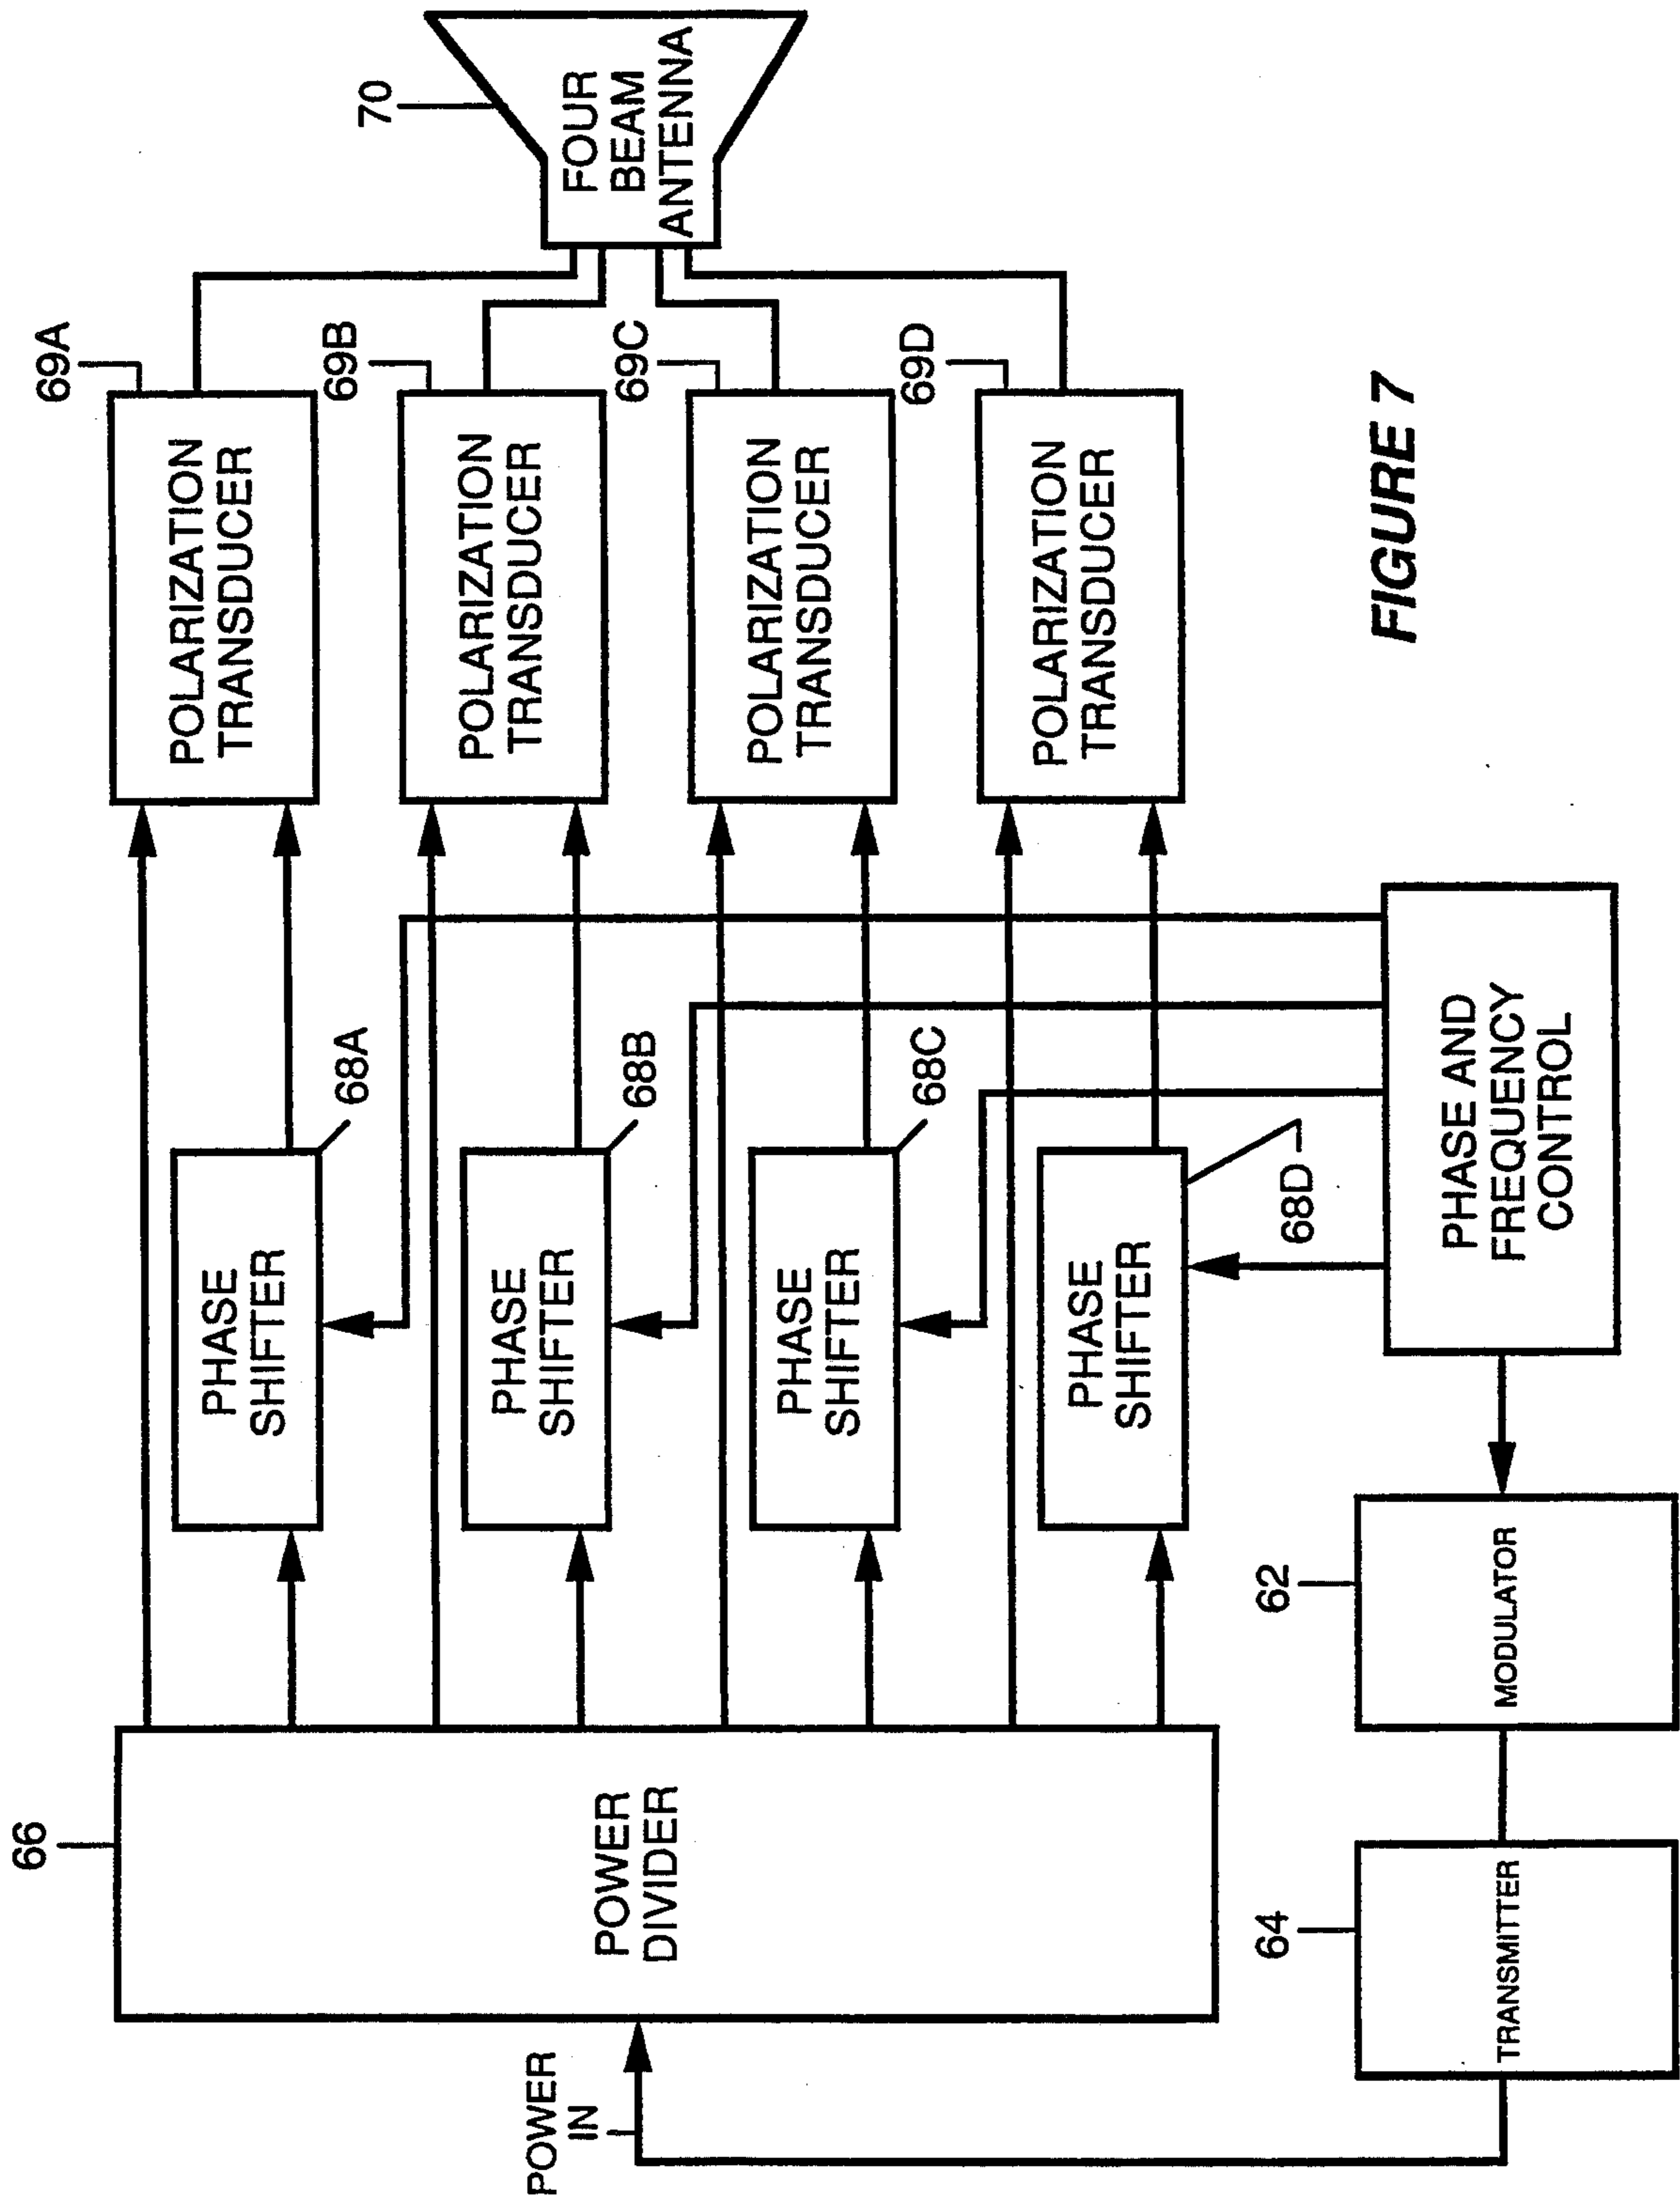 66
POWER
DIVIDER
POWER
IN
PHASE
SHIFTER
68A
POLARIZATION
TRANSDUCER
69A
PHASE
SHIFTER
68B
POLARIZATION
TRANSDUCER
69B
PHASE
SHIFTER
68C
POLARIZATION
TRANSDUCER
69C
PHASE
SHIFTER
68D
POLARIZATION
TRANSDUCER
69D
70
FOUR
BEAM
ANTENNA
64
TRANSMITTER
62
MODULATOR
PHASE AND
FREQUENCY
CONTROL
FIGURE 7